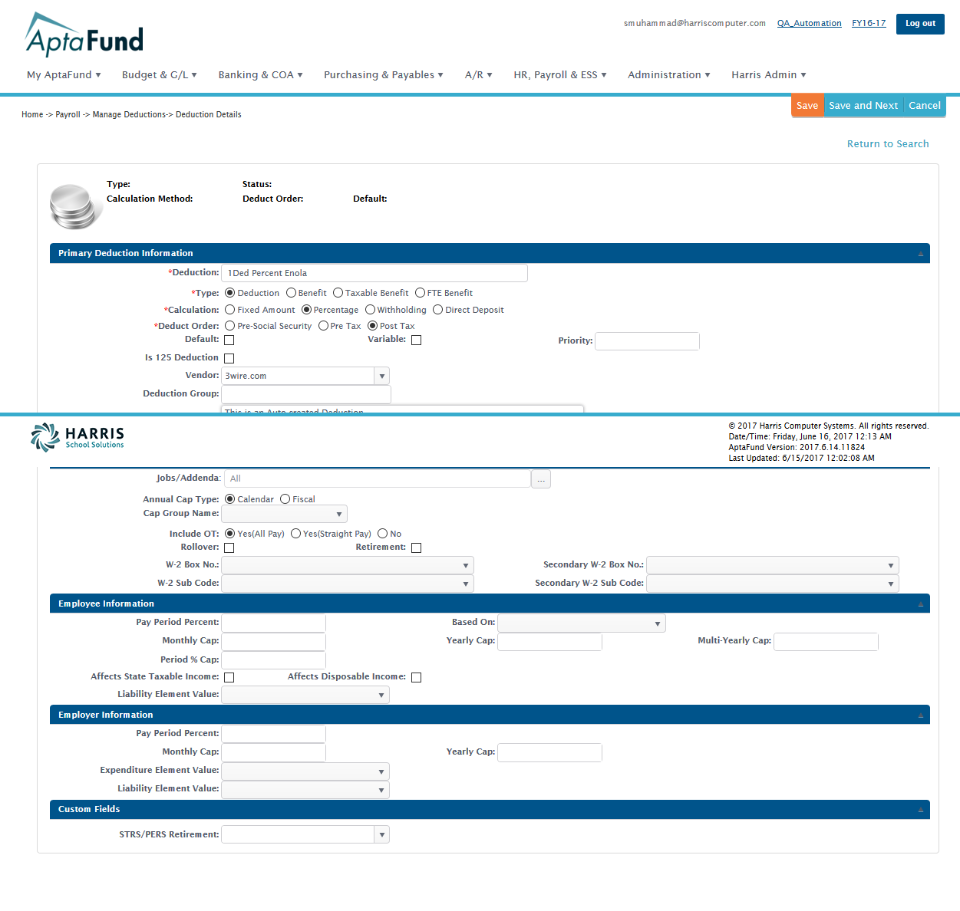 smuhammad@harriscomputer.com QA_Automation FY16-17 Log out
AptaFund
My AptaFund Budget & G/L Banking & COA Purchasing & Payables A/R HR, Payroll & ESS Administration Harris Admin
Save Save and Next Cancel
Home -> Payroll -> Manage Deductions-> Deduction Details
Return to Search
Type: Status:
Calculation Method: Deduct Order: Default:
Primary Deduction Information
*Deduction: 1Ded Percent Enola
*Type: Deduction Benefit Taxable Benefit FTE Benefit
*Calculation: Fixed Amount Percentage Withholding Direct Deposit
*Deduct Order: Pre-Social Security Pre Tax Post Tax
Default: Variable: Priority:
Is 125 Deduction
Vendor: 3wire.com
Deduction Group:
This is an Auto created Deduction
HARRIS
School Solutions
© 2017 Harris Computer Systems. All rights reserved.
Date/Time: Friday, June 16, 2017 12:13 AM
AptaFund Version: 2017.6.14.11824
Last Updated: 6/15/2017 12:02:08 AM
Jobs/Addenda: All ...
Annual Cap Type: Calendar Fiscal
Cap Group Name:
Include OT: Yes(All Pay) Yes(Straight Pay) No
Rollover: Retirement:
W-2 Box No.: Secondary W-2 Box No.:
W-2 Sub Code: Secondary W-2 Sub Code:
Employee Information
Pay Period Percent: Based On:
Monthly Cap: Yearly Cap: Multi-Yearly Cap:
Period % Cap:
Affects State Taxable Income: Affects Disposable Income:
Liability Element Value:
Employer Information
Pay Period Percent:
Monthly Cap: Yearly Cap:
Expenditure Element Value:
Liability Element Value:
Custom Fields
STRS/PERS Retirement: